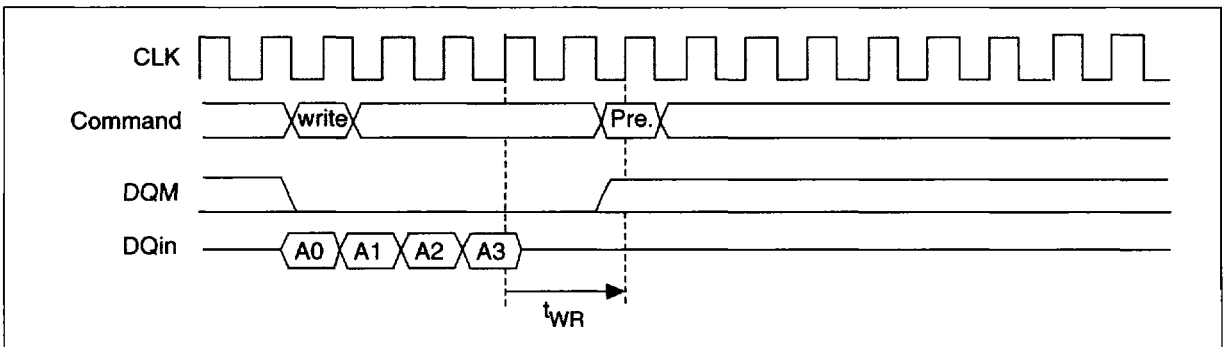 CLK
Command write Pre.
DQM
DQin A0 A1 A2 A3
tWR